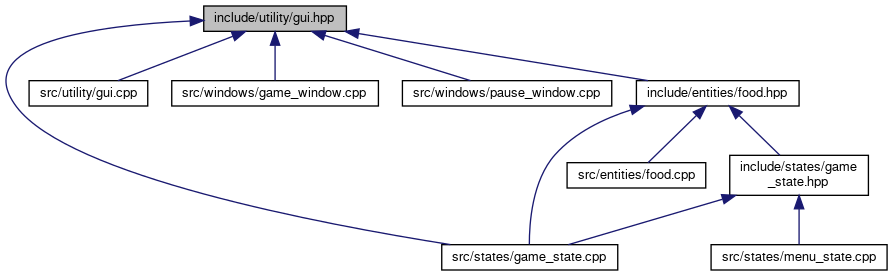 include/utility/gui.hpp
src/utility/gui.cpp
src/windows/game_window.cpp
src/windows/pause_window.cpp
include/entities/food.hpp
src/entities/food.cpp
include/states/game
_state.hpp
src/states/game_state.cpp
src/states/menu_state.cpp